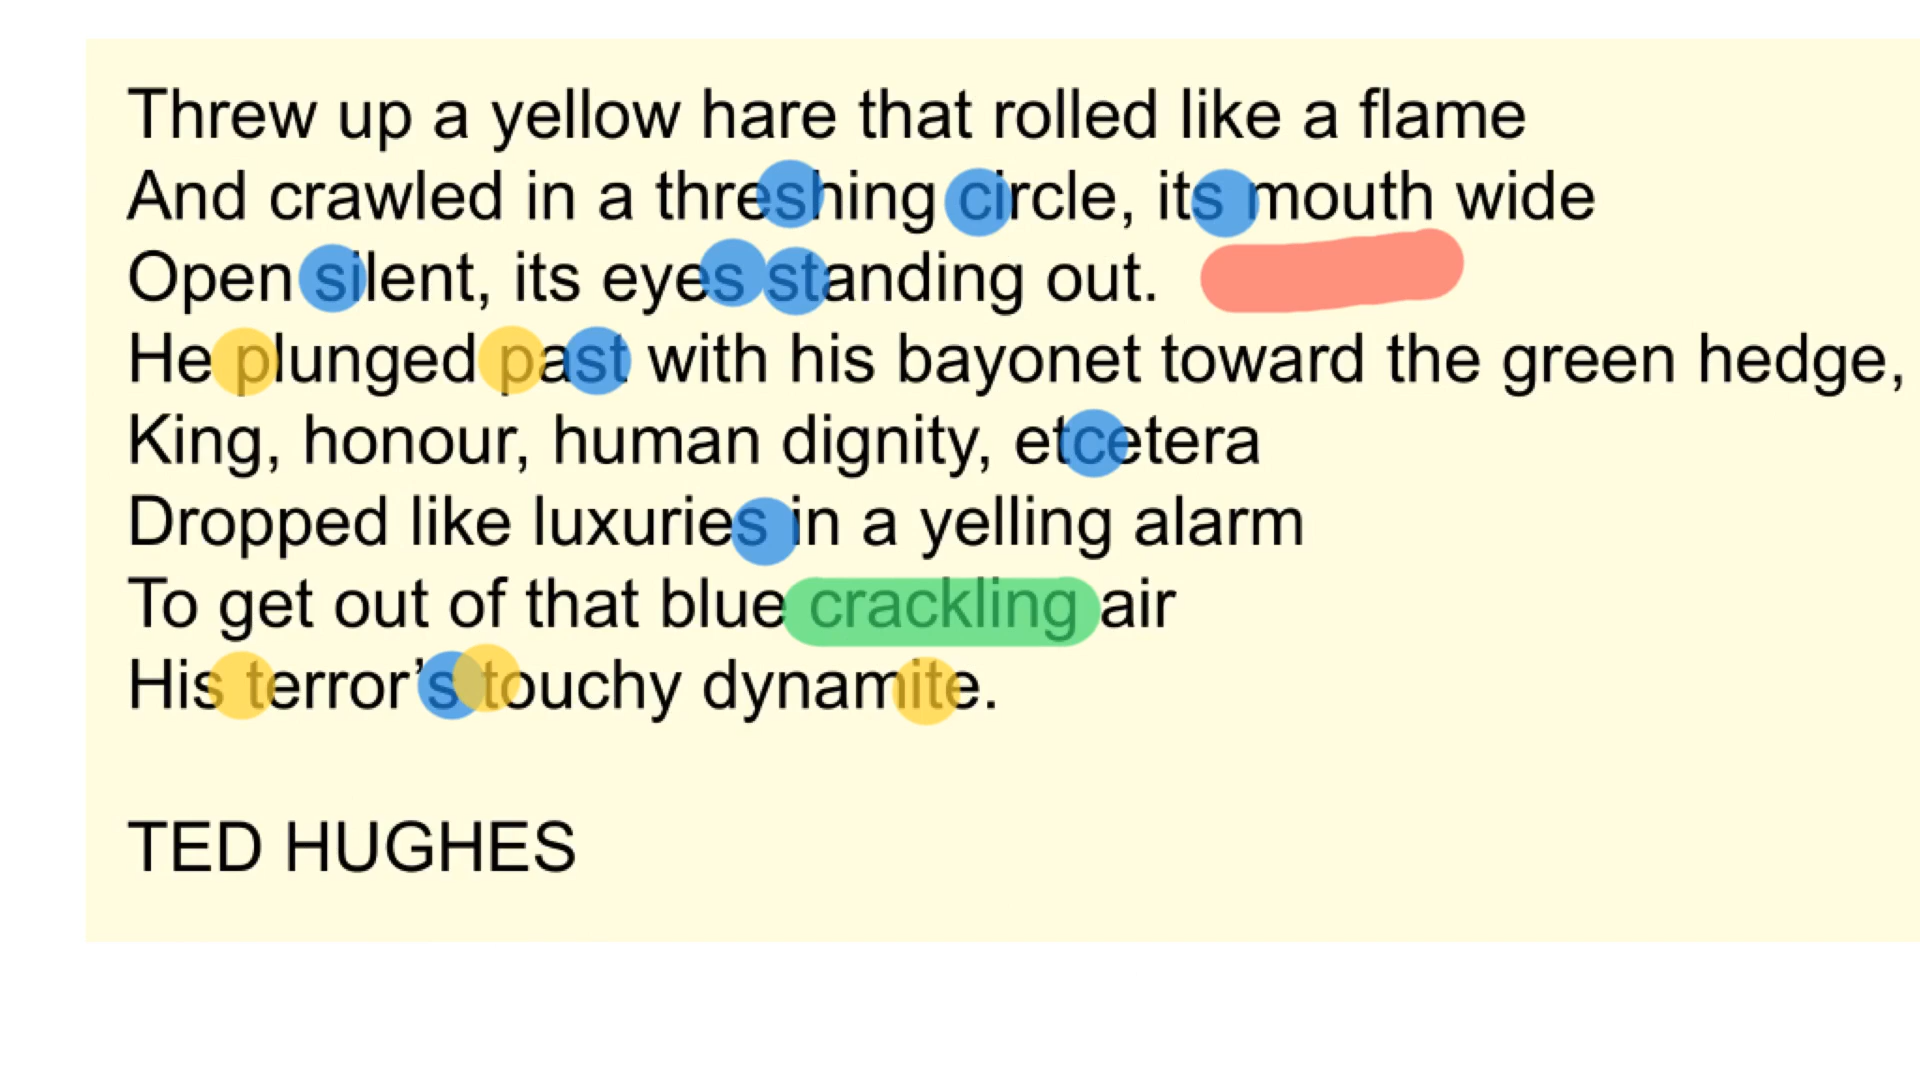 Threw up a yellow hare that rolled like a flame
And crawled in a threshing circle, its mouth wide
Open silent, its eyes standing out.
He plunged past with his bayonet toward the green hedge,
King, honour, human dignity, etcetera
Dropped like luxuries in a yelling alarm
To get out of that blue crackling air
His terror’s touchy dynamite.
TED HUGHES